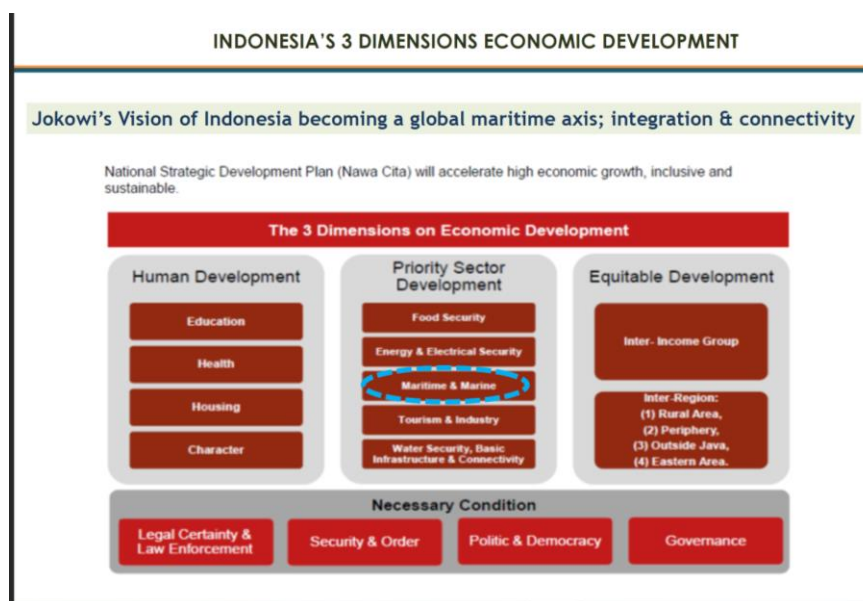 INDONESIA'S 3 DIMENSIONS ECONOMIC DEVELOPMENT
Jokowi's Vision of Indonesia becoming a global maritime axis; integration & connectivity
National Strategic Development Plan (Nawa Cita) will accelerate high economic growth, inclusive and
sustainable.
The 3 Dimensions on Economic Development
Human Development
Education
Health
Housing
Character
Priority Sector
Development
Food Security
Energy & Electrical Security
Maritime & Marine
Tourism & Industry
Water Security, Basic
Infrastructure & Connectivity
Equitable Development
Inter- Income Group
Inter-Region:
(1) Rural Area,
(2) Periphery,
(3) Outside Java,
(4) Eastern Area.
Necessary Condition
Legal Certainty &
Law Enforcement
Security & Order
Politic & Democracy
Governance